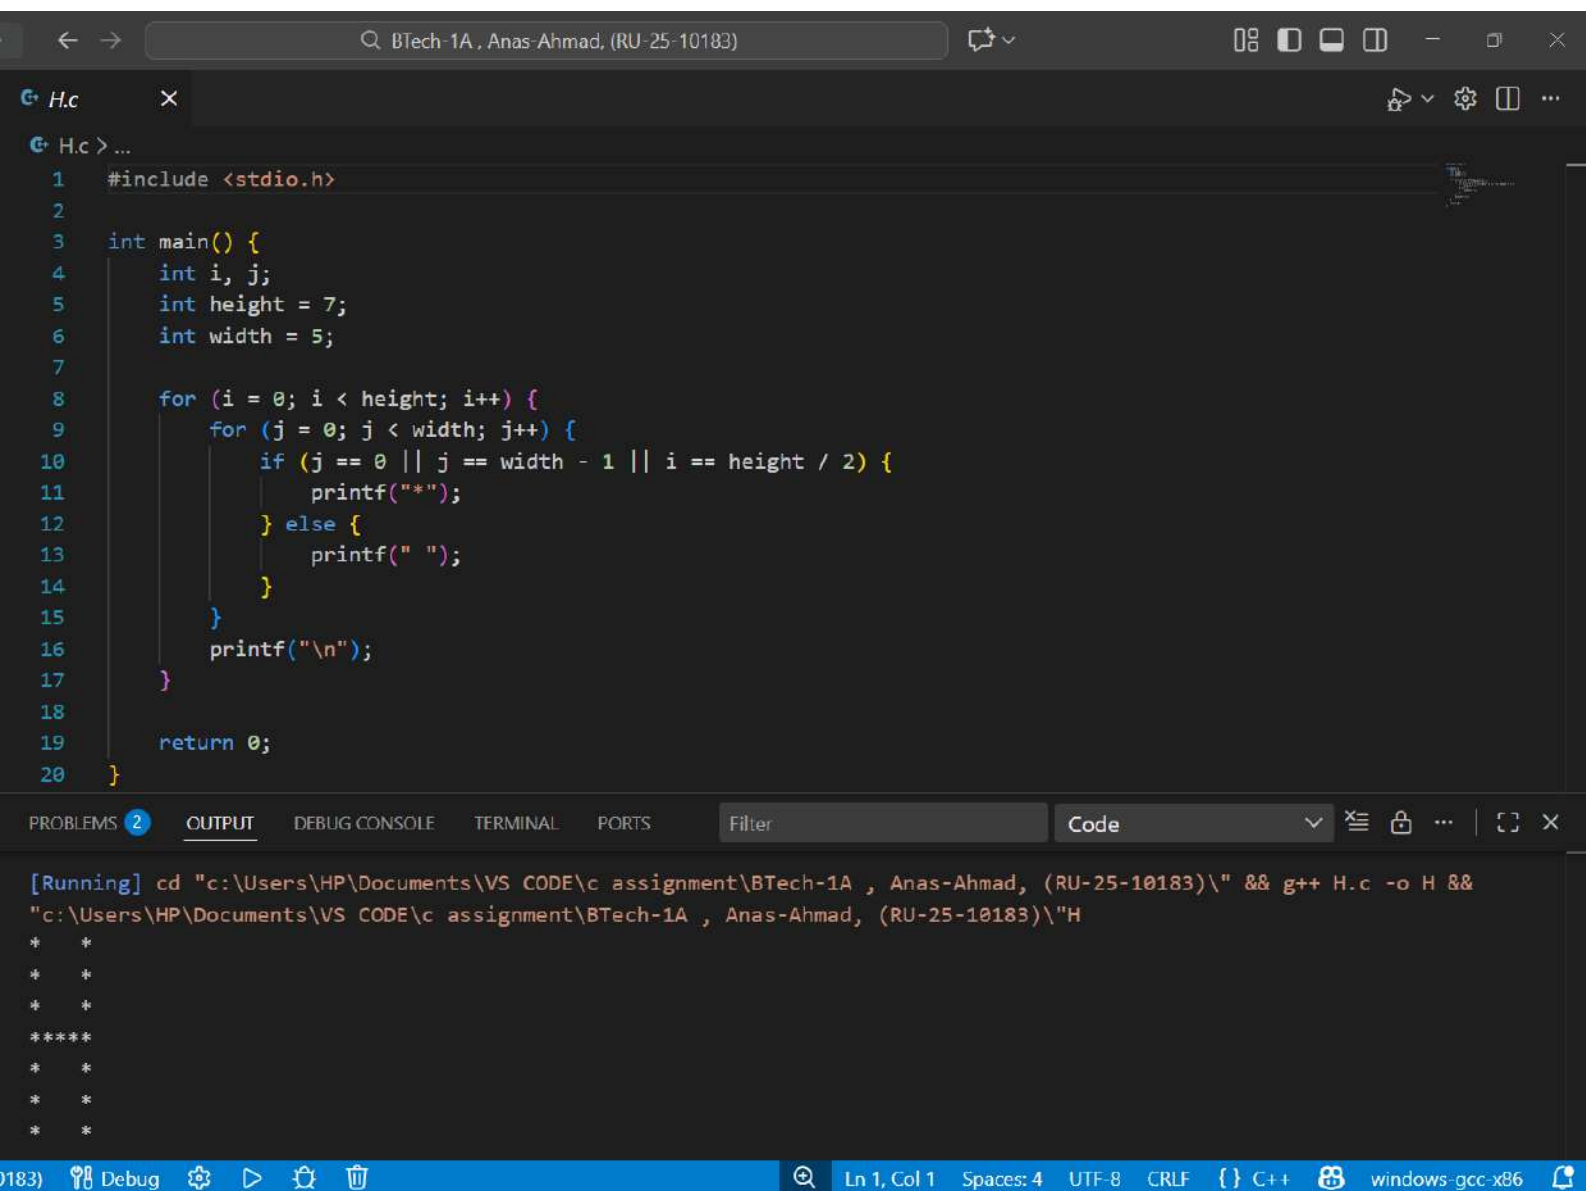 BTech-1A , Anas-Ahmad, (RU-25-10183)
H.c
H.c > ...
1 #include <stdio.h>
2
3 int main() {
4     int i, j;
5     int height = 7;
6     int width = 5;
7
8     for (i = 0; i < height; i++) {
9         for (j = 0; j < width; j++) {
10             if (j == 0 || j == width - 1 || i == height / 2) {
11                 printf("*");
12             } else {
13                 printf(" ");
14             }
15         }
16         printf("\n");
17     }
18
19     return 0;
20 }
PROBLEMS 2 OUTPUT DEBUG CONSOLE TERMINAL PORTS Filter Code
[Running] cd "c:\Users\HP\Documents\VS CODE\c assignment\BTech-1A , Anas-Ahmad, (RU-25-10183)\" && g++ H.c -o H &&
"c:\Users\HP\Documents\VS CODE\c assignment\BTech-1A , Anas-Ahmad, (RU-25-10183)\"H
*   *
*   *
*   *
*****
*   *
*   *
*   *
0183) Debug Ln 1, Col 1 Spaces: 4 UTF-8 CRLF {} C++ windows-gcc-x86